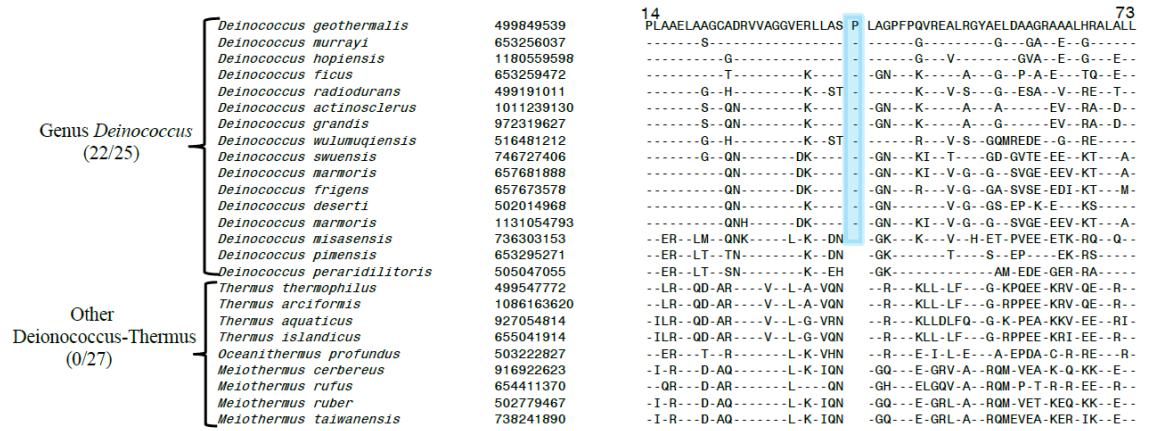 14 73
Deinococcus geothermalis 499849539 PLAAELAAGCADRVVAGGVERLLAS P LAGPFPQVREALRGYAELDAAGRAAALHRALALL
Deinococcus murrayi 653256037 -------S----------------- - ---------G---------G---GA--E--G------
Deinococcus hopiensis 1180559598 ----------G-------------- - ---------G---V--------GVA--E---G-----
Deinococcus ficus 653259472 ----------T---------K---- - -GN------K-----A---G--P-A-E---TQ--E--
Deinococcus radiodurans 499191011 -------G--H---------K--ST - ------K---V-S---G--ESA--V--RE--T-
Deinococcus actinosclerus 1011239130 -------S--QN--------K---- - -GN---K-----A---A------EV--RA--D-
Deinococcus grandis 972319627 -------S--QN--------K---- - -GN---K-----A----------GV--RA--D-
Deinococcus wulumuqiensis 516481212 -------S--H---------K--ST - ------R---V-S--GQMREDE--G--RE----
Deinococcus swuensis 746727406 -------G--QN-------DK---- - -GN---KI--T----GD-GVTE-EE--KT---A-
Deinococcus marmoris 657681888 ----------QN-------DK---- - -GN---KI---V-G--G---SVGE-EEV-KT---A-
Deinococcus frigens 657673578 ----------QN-------DK---- - -GN---R---V-G---GA-SVSE-EDI-KT---M-
Deinococcus deserti 502014968 ----------QN--------K---- - -G----G---V-G---GS-EP-K-E---KS----
Deinococcus marmoris 1131054793 ----------QNH------DK---- - -GN---KI---V-G---G--SVGE-EEV-KT---A-
Deinococcus misasensis 736303153 --ER--LM--QNK-----L-K--DN - -GK---K---V---H-ET-PVEE--ETK-RQ--Q--
Deinococcus pimensis 653295271 --ER--LT--TN--------K--DN -GK---------T----S--EP----EK-RS----
Deinococcus peraridilitoris 505047055 --ER--LT--SN--------K--EH -GK------------AM-EDE-GER-RA-----
Genus Deinococcus
(22/25)
Thermus thermophilus 499547772 --LR--QD-AR----V--L-A-VQN --R---KLL-LF---G-KPQEE-KRV-QE--R-
Thermus arciformis 1086163620 --LR--QD-AR----V--L-A-VQN --R---KLL-ELF--G-RPPEE-KRV-QE--R-
Thermus aquaticus 927054814 -ILR--QD-AR----V--L-G-VRN --R---KLLDLFQ--G-K-PEA-KKV-EE--RI
Thermus islandicus 655041914 --LR--QD-AR----V--L-G-VQN --R---KLL-ELF--G-RPPEE-KRI-EE--R-
Oceanithermus profundus 503222827 --ER---T--R-------L-K-VHN --R---E-I-L-E---A-EPDA-C-R-RE---R-
Meiothermus cerbereus 916922623 -I-R---D-AQ-------L-K-IQN -GQ---E-GRV-A--RQM-VEA-K-Q-KK---E--
Meiothermus rufus 654411370 --QR---D-AR-------L-K---- -GH---ELGQV-A--RQM-P-T-R-R-EE--R--
Meiothermus ruber 502779467 -I-R---D-AQ-------L-K-IQN -GQ---E-GRL-A--RQM-VET-KEQ-KK---E--
Meiothermus taiwanensis 738241890 -I-R---D-AQ-------L-K-IQN -GQ---E-GRL-A--RQMEVEA-KER-IK---E--
Other
Deionococcus-Thermus
(0/27)